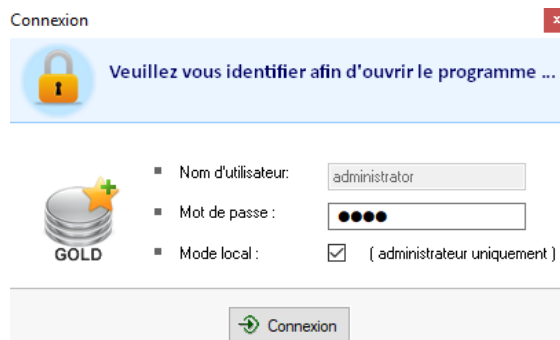 Connexion
x
Veuillez vous identifier afin d'ouvrir le programme ...
Nom d'utilisateur:
administrator
Mot de passe :
●●●●
Mode local :
( administrateur uniquement )
GOLD
Connexion